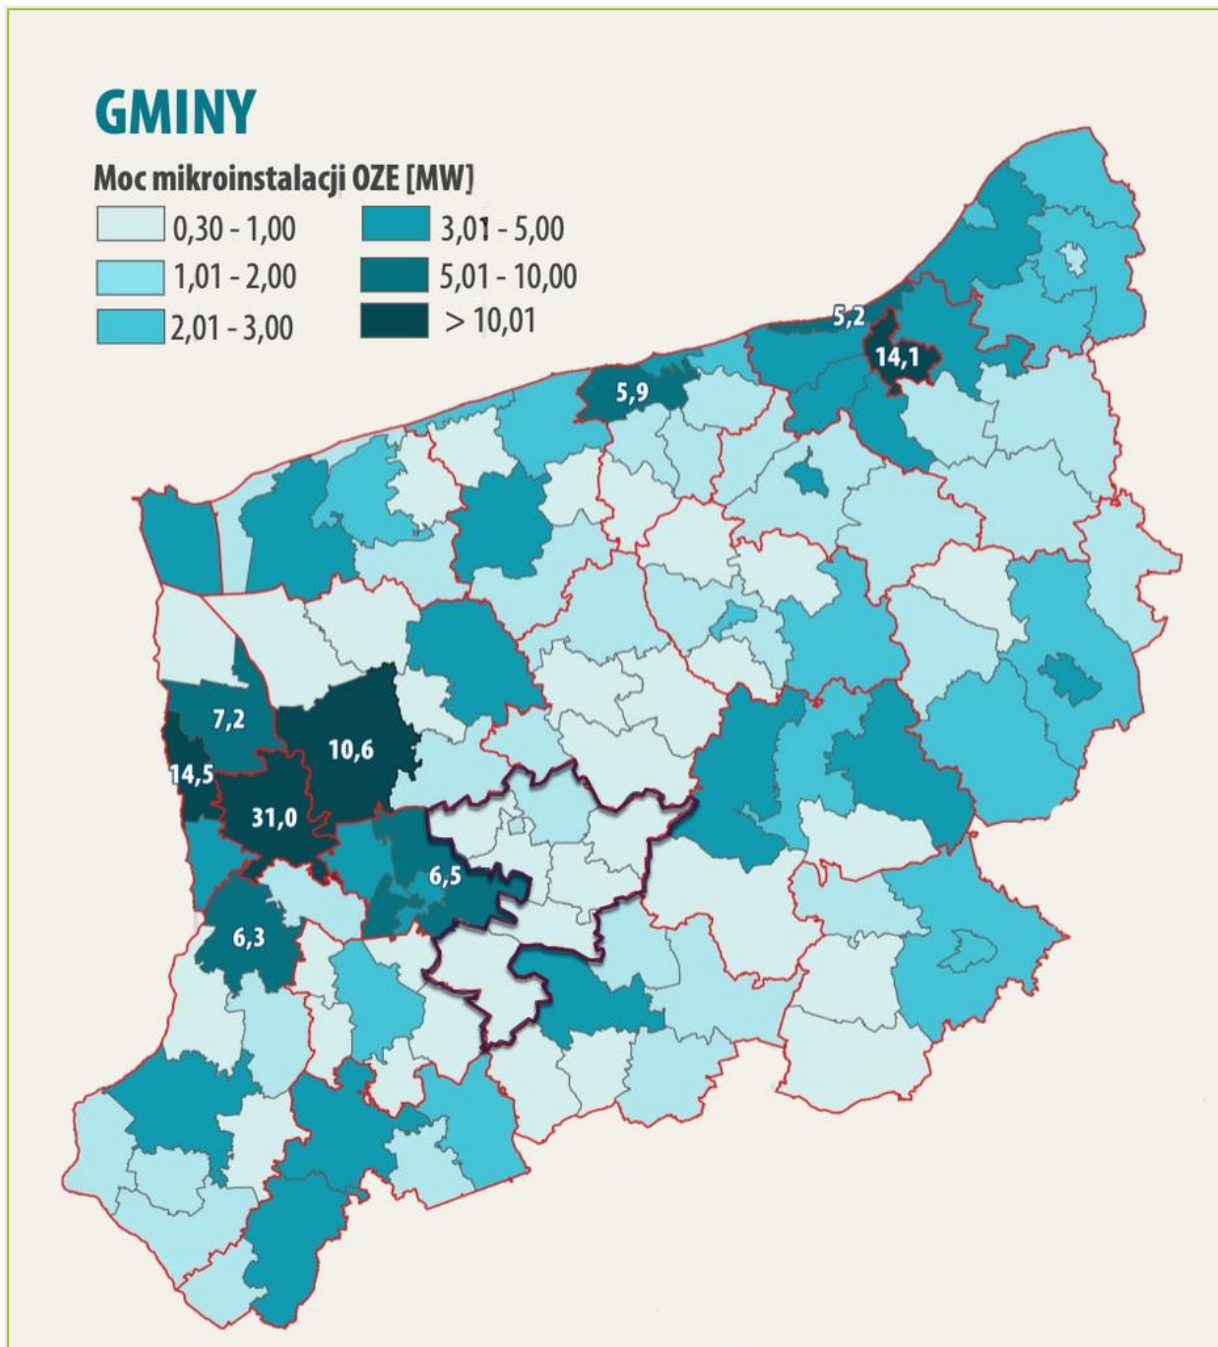 GMINY
Moc mikroinstalacji OZE [MW]
0,30 - 1,00
3,01 - 5,00
1,01 - 2,00
5,01 - 10,00
2,01 - 3,00
> 10,01
5,2
14,1
5,9
7,2
10,6
14,5
31,0
6,5
6,3